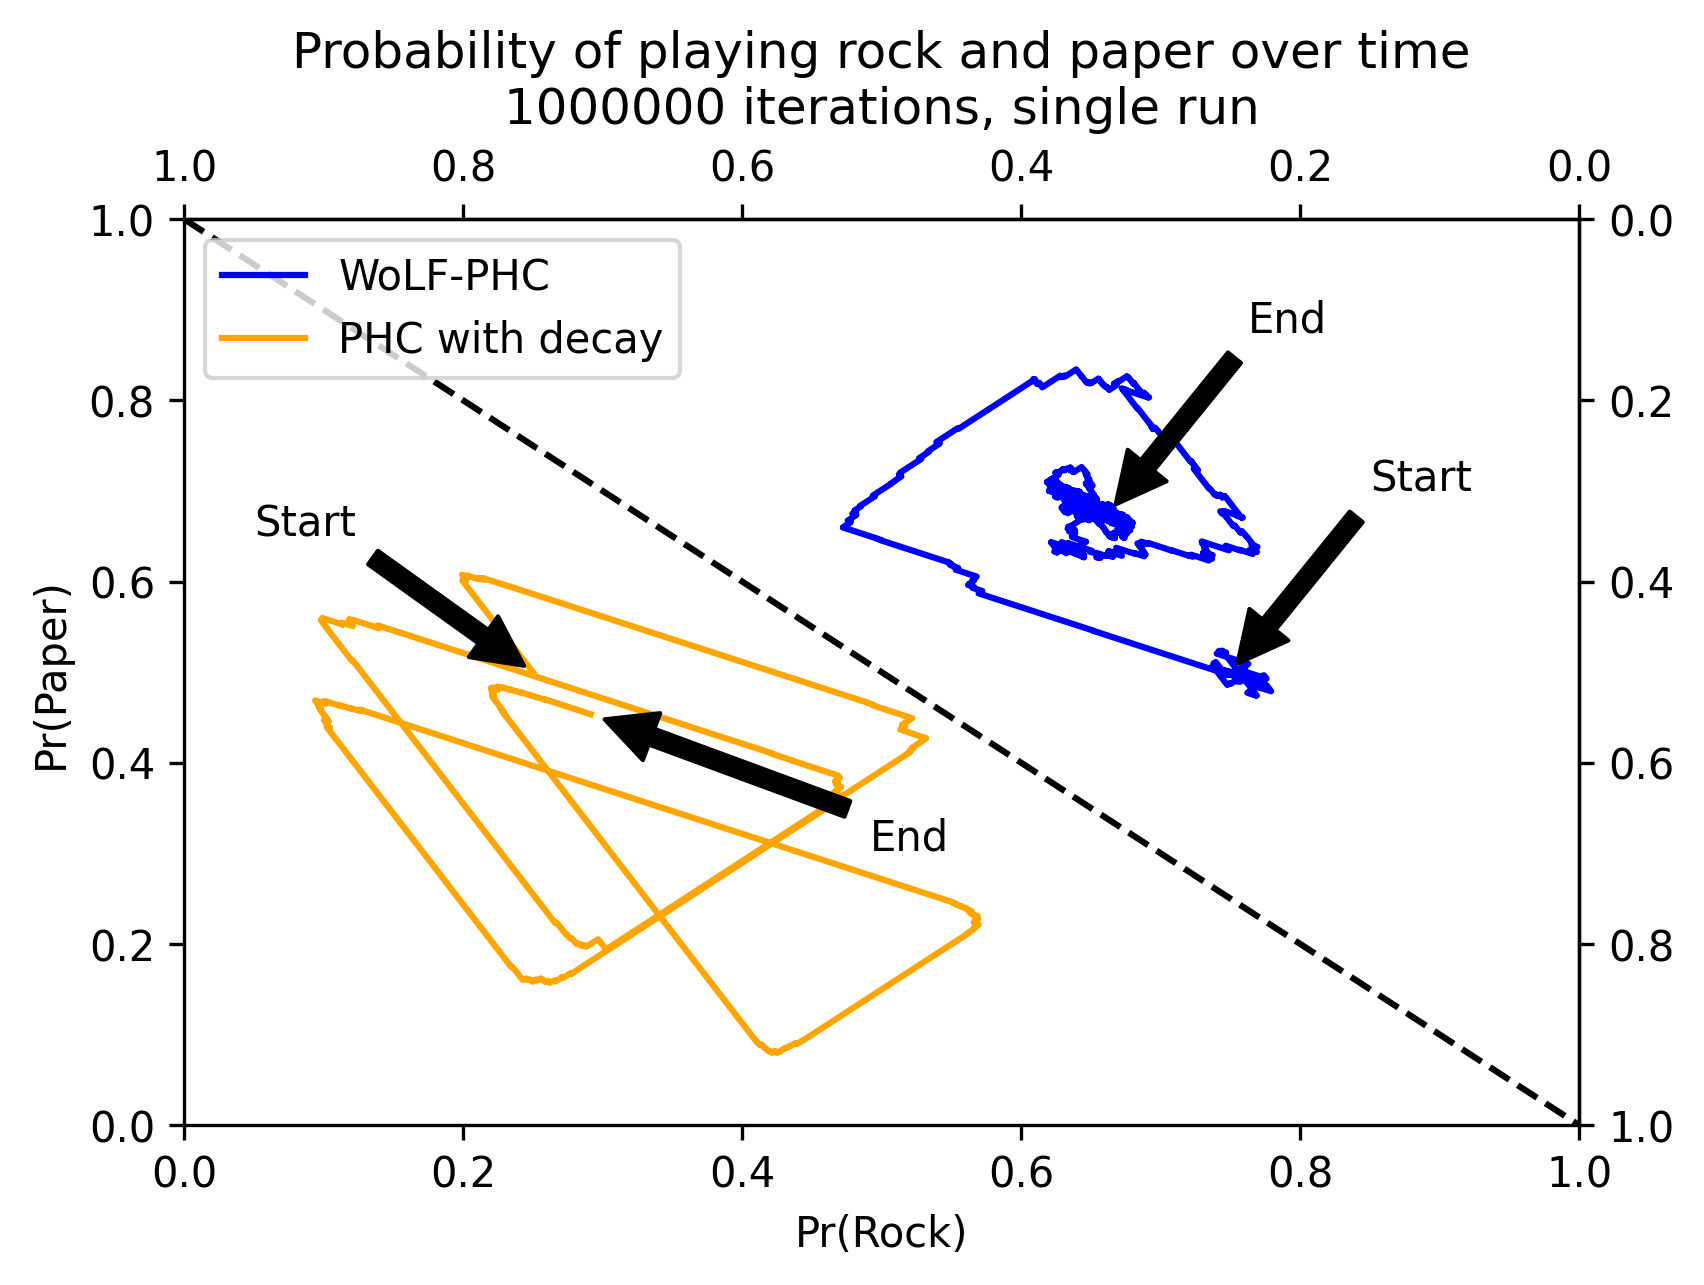 Probability of playing rock and paper over time
1000000 iterations, single run
1.0 0.8 0.6 0.4 0.2 0.0
1.0 0.0
WoLF-PHC
PHC with decay
End
0.8 0.2
Start
Start
0.6 0.4
Pr(Paper)
0.4 0.6
End
0.2 0.8
0.0 1.0
0.0 0.2 0.4 0.6 0.8 1.0
Pr(Rock)